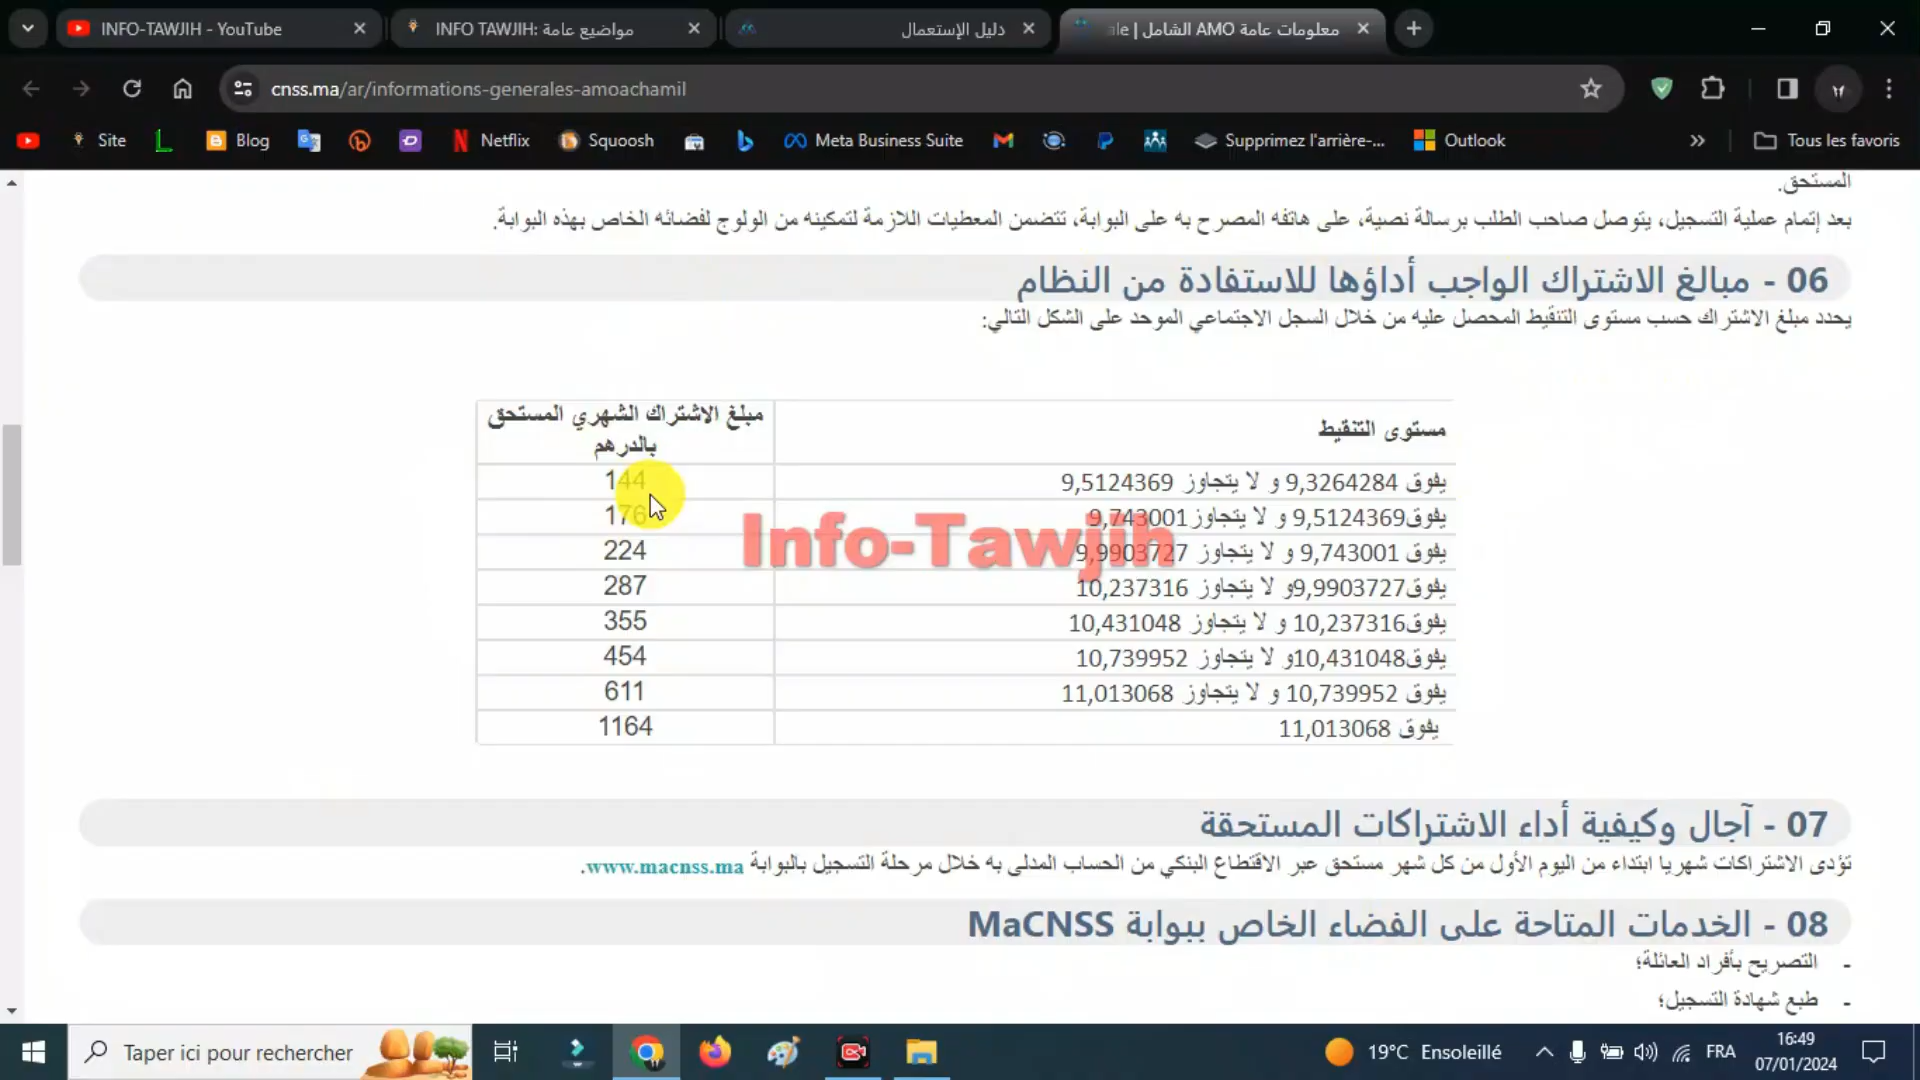 INFO-TAWJIH - YouTube
INFO TAWJIH: مواضيع عامة
دليل الإستعمال
معلومات عامة AMO الشامل | ale
cnss.ma/ar/informations-generales-amoachamil
Site
Blog
Netflix
Squoosh
Meta Business Suite
Supprimez l'arrière-...
Outlook
Tous les favoris
المستحق.
بعد إتمام عملية التسجيل، يتوصل صاحب الطلب برسالة نصية، على هاتفه المصرح به على البوابة، تتضمن المعطيات اللازمة لتمكينه من الولوج لفضائه الخاص بهذه البوابة.
06 - مبالغ الاشتراك الواجب أداؤها للاستفادة من النظام
يحدد مبلغ الاشتراك حسب مستوى التنقيط المحصل عليه من خلال السجل الاجتماعي الموحد على الشكل التالي:
مستوى التنقيط
مبلغ الاشتراك الشهري المستحق
بالدرهم
يفوق 9,3264284 و لا يتجاوز 9,5124369
144
يفوق9,5124369 و لا يتجاوز9,743001
176
يفوق 9,743001 و لا يتجاوز 9,9903727
224
يفوق9,9903727و لا يتجاوز 10,237316
287
يفوق10,237316 و لا يتجاوز 10,431048
355
يفوق10,431048و لا يتجاوز 10,739952
454
يفوق 10,739952 و لا يتجاوز 11,013068
611
يفوق 11,013068
1164
Info-Tawjih
07 - آجال وكيفية أداء الاشتراكات المستحقة
تؤدى الاشتراكات شهريا ابتداء من اليوم الأول من كل شهر مستحق عبر الاقتطاع البنكي من الحساب المدلى به خلال مرحلة التسجيل بالبوابة www.macnss.ma.
08 - الخدمات المتاحة على الفضاء الخاص ببوابة MaCNSS
- التصريح بأفراد العائلة؛
- طبع شهادة التسجيل؛
Taper ici pour rechercher
19°C Ensoleillé
FRA
16:49
07/01/2024